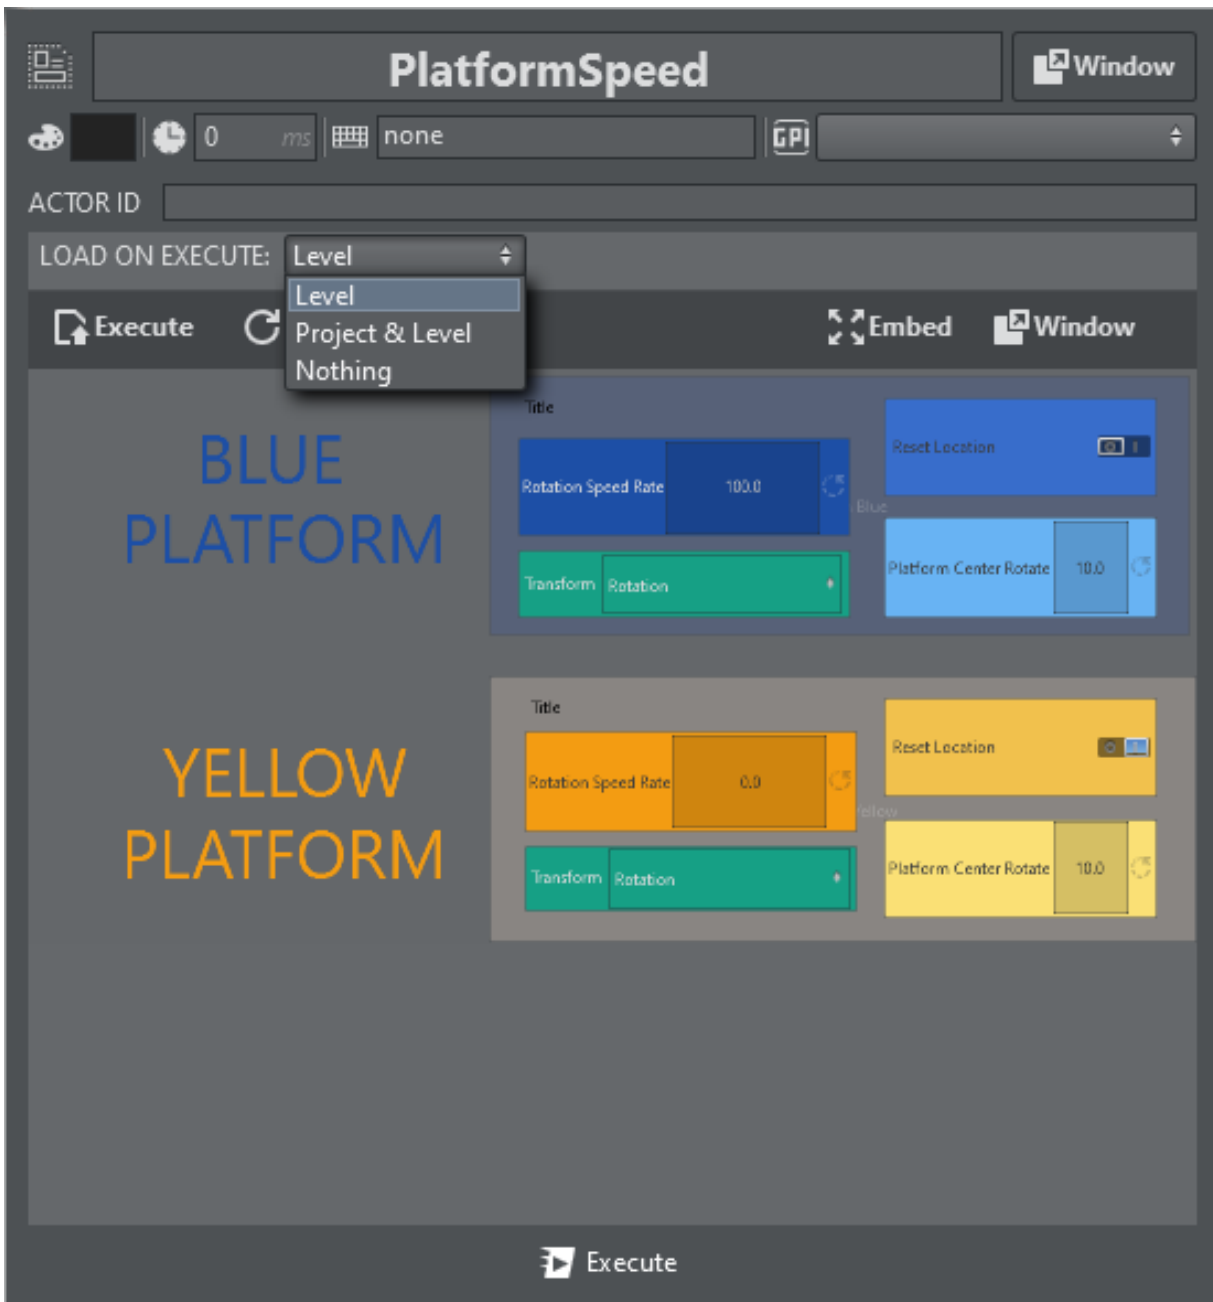 PlatformSpeed
Window
0 ms
none
GPI
ACTOR ID
LOAD ON EXECUTE: Level
Level
Project & Level
Nothing
Execute
Embed
Window
BLUE
PLATFORM
Title
Rotation Speed Rate 100.0
Reset Location
Blue
Transform Rotation
Platform Center Rotate 10.0
YELLOW
PLATFORM
Title
Rotation Speed Rate 0.0
Reset Location
Yellow
Transform Rotation
Platform Center Rotate 10.0
Execute